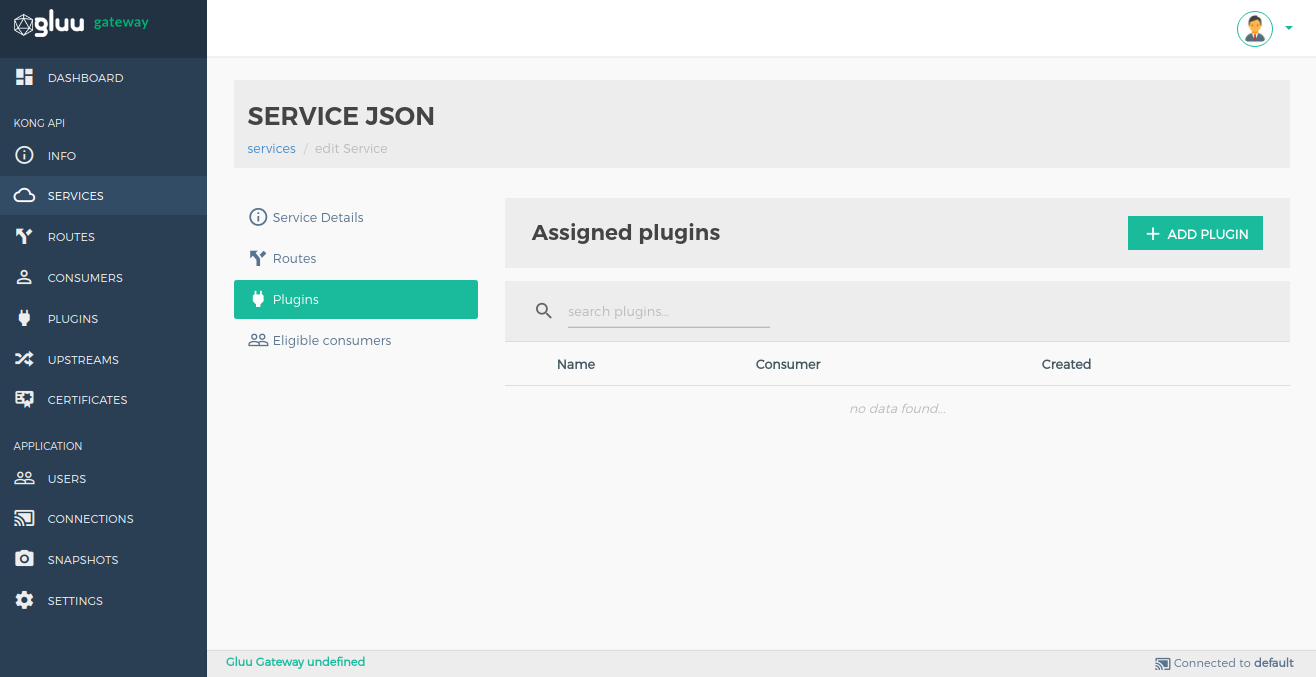 gluu gateway
DASHBOARD
KONG API
INFO
SERVICES
ROUTES
CONSUMERS
PLUGINS
UPSTREAMS
CERTIFICATES
APPLICATION
USERS
CONNECTIONS
SNAPSHOTS
SETTINGS
SERVICE JSON
services / edit Service
Service Details
Routes
Plugins
Eligible consumers
Assigned plugins
ADD PLUGIN
search plugins...
Name Consumer Created
no data found...
Gluu Gateway undefined
Connected to default